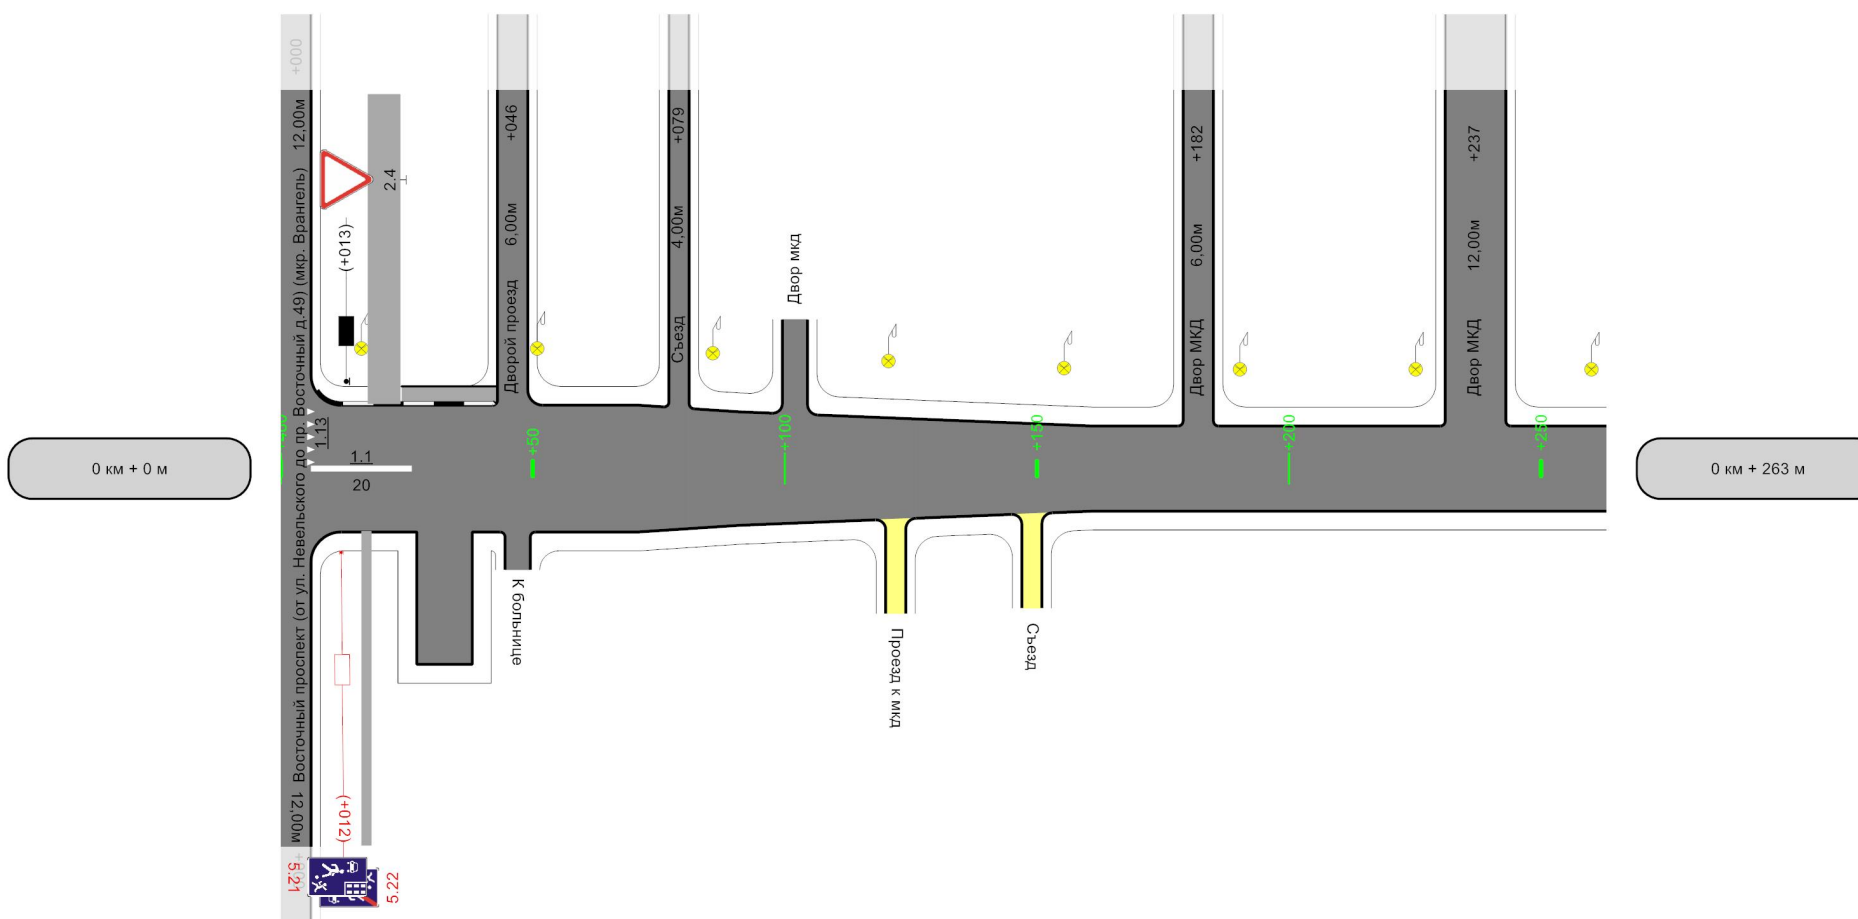 0 км + 0 м
+000
12,00м
Восточный проспект (от ул. Невельского до пр. Восточный д.49) (мкр. Врангель)
12,00м
2.4
(+013)
+046
6,00м
Дворой проезд
+079
4,00м
Съезд
Двор мкд
+182
6,00м
Двор МКД
+237
12,00м
Двор МКД
1.13
1.1
20
+50
+100
+150
+200
+250
0 км + 263 м
К больнице
Проезд к мкд
Съезд
(+012)
5.21
5.22